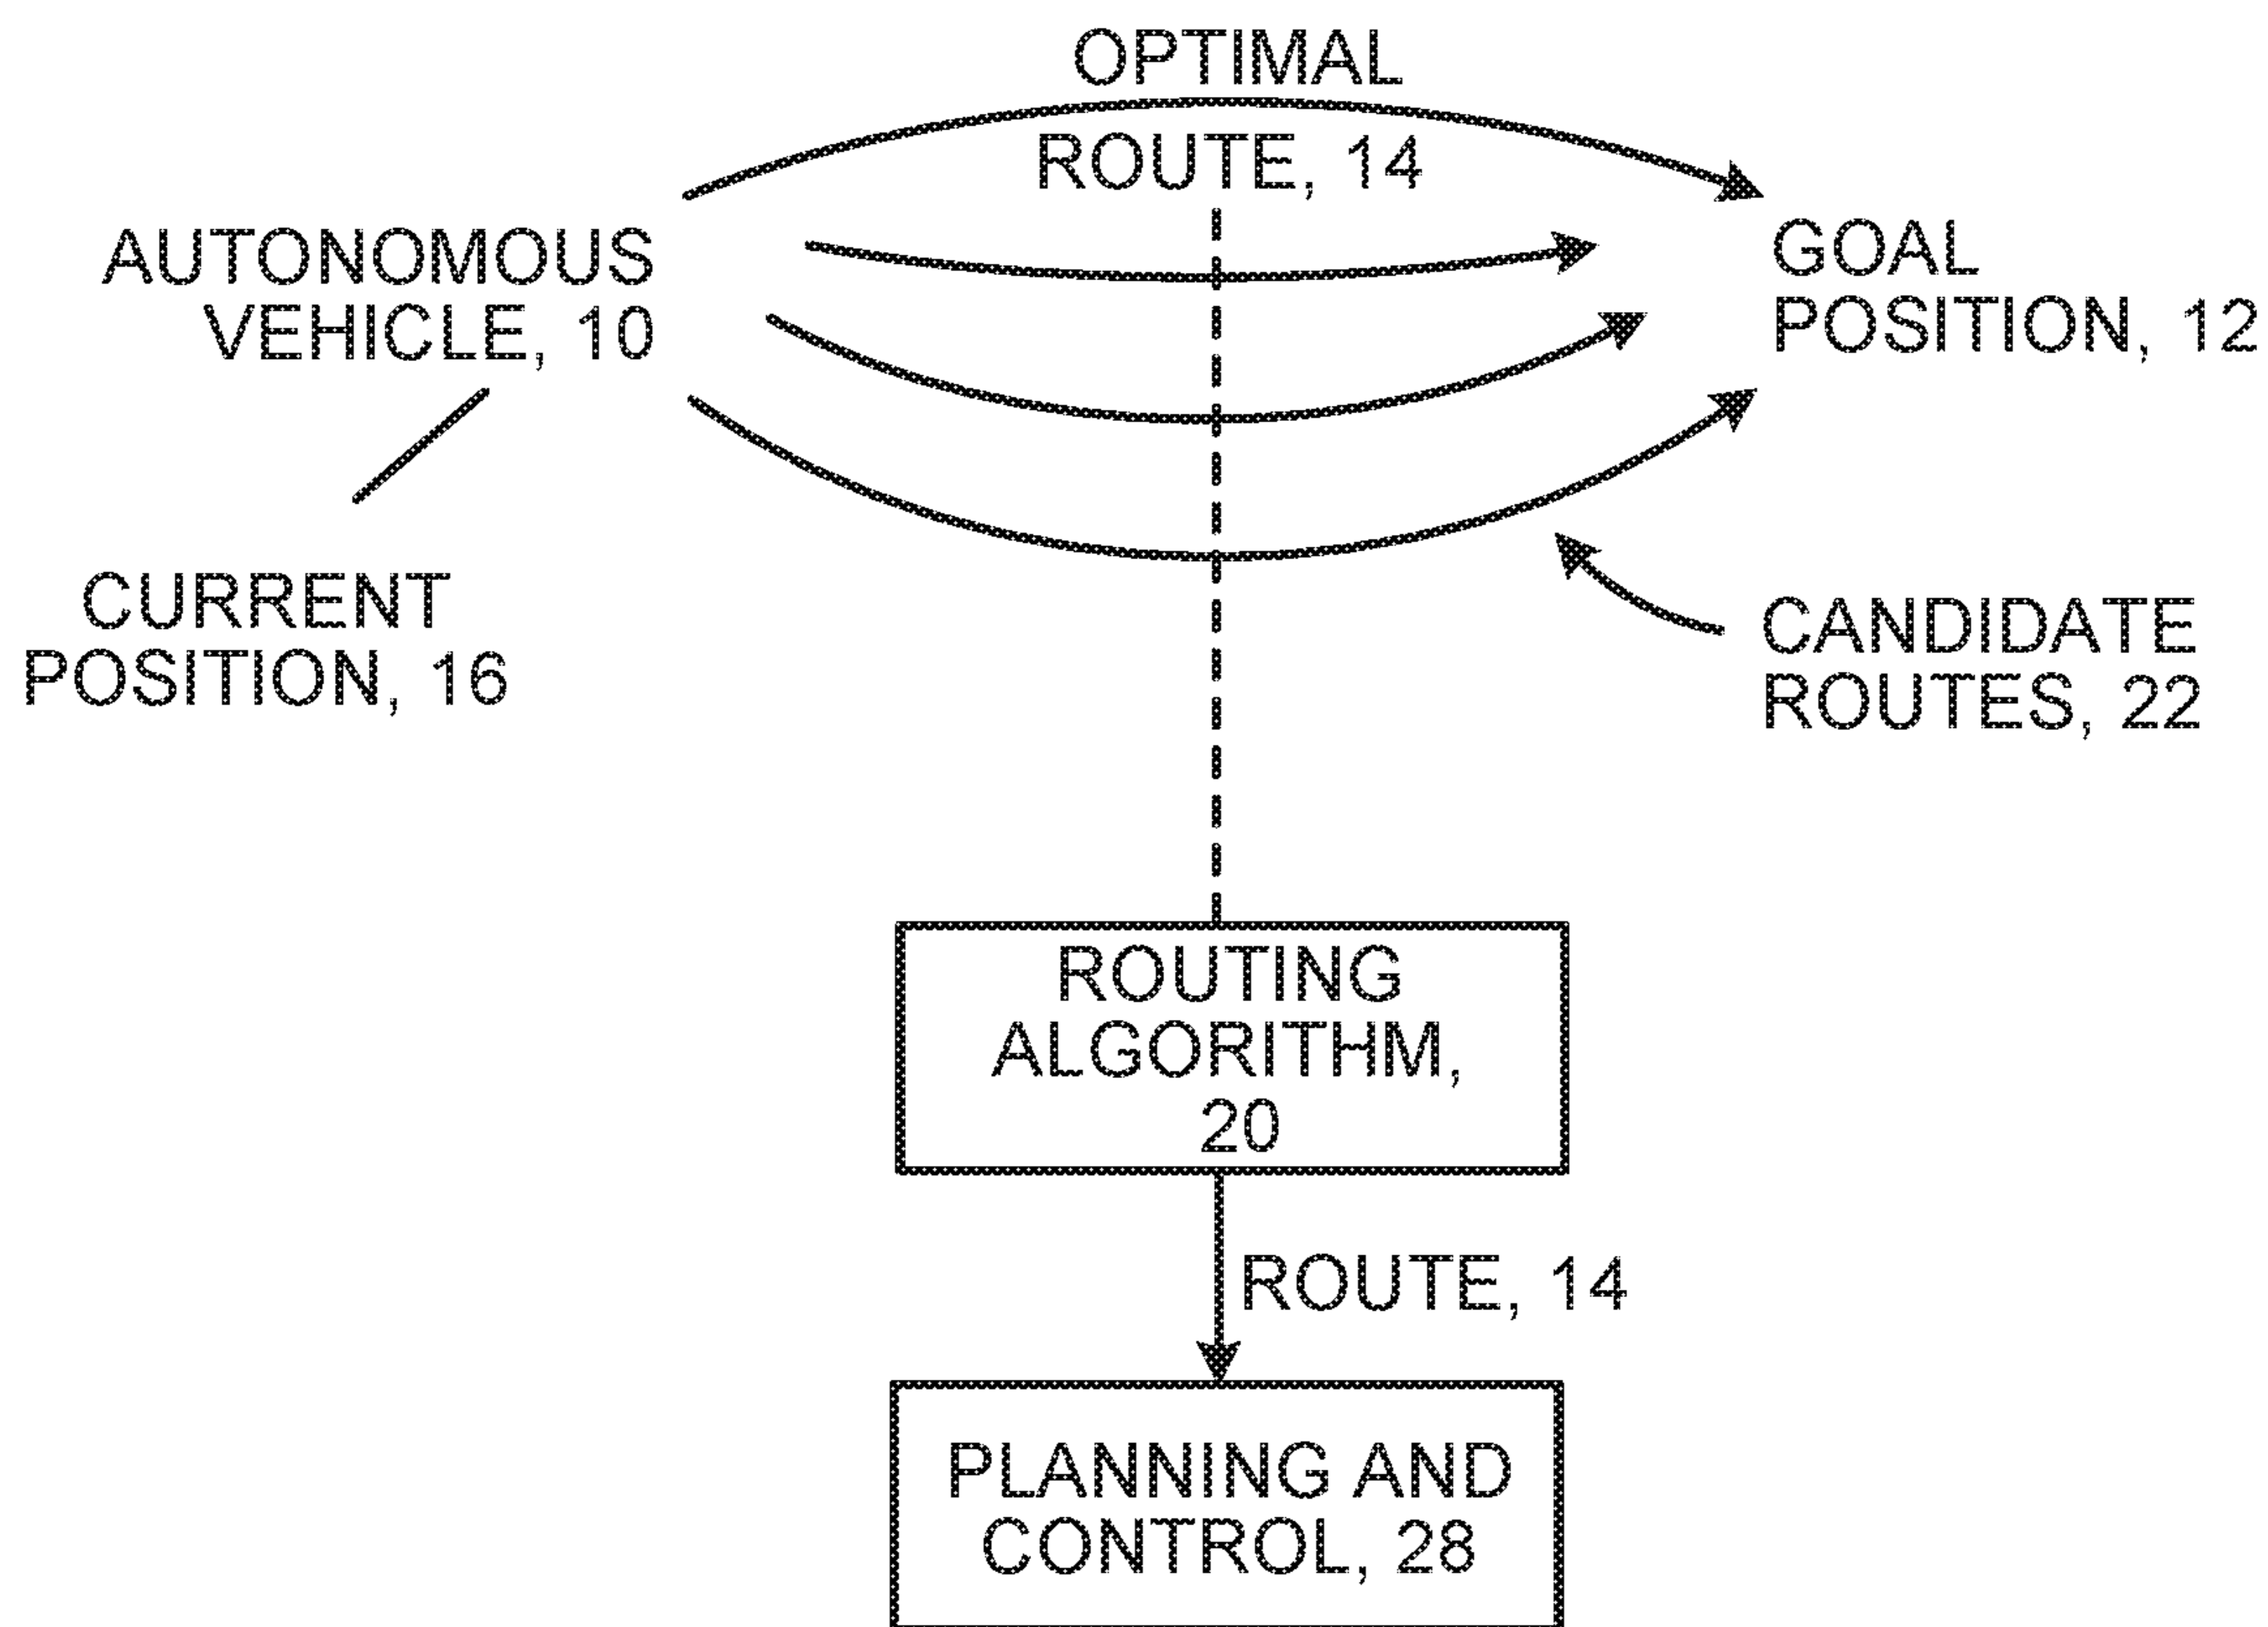 OPTIMAL
ROUTE, 14
AUTONOMOUS
VEHICLE, 10
GOAL
POSITION, 12
CURRENT
POSITION, 16
CANDIDATE
ROUTES, 22
ROUTING
ALGORITHM,
20
ROUTE, 14
PLANNING AND
CONTROL, 28